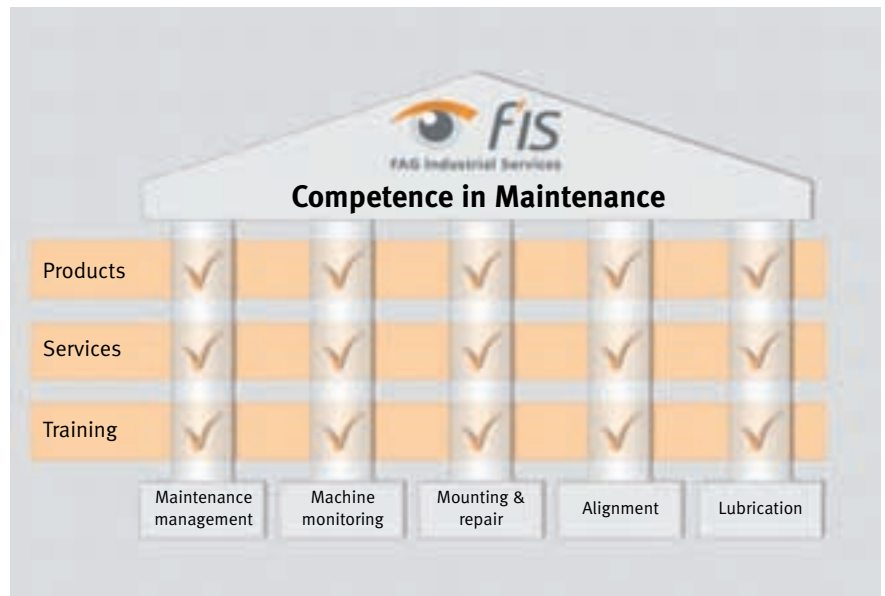 fis
FAG Industrial Services
Competence in Maintenance
Products
Services
Training
Maintenance
management
Machine
monitoring
Mounting &
repair
Alignment
Lubrication